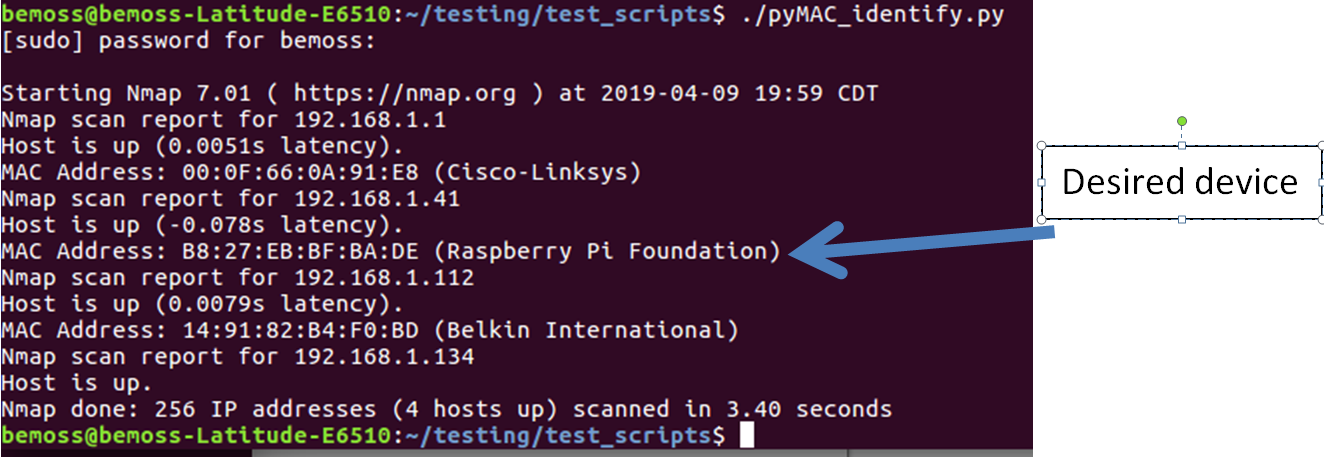 bemoss@bemoss-Latitude-E6510:~/testing/test_scripts$ ./pyMAC_identify.py
[sudo] password for bemoss:
Starting Nmap 7.01 ( https://nmap.org ) at 2019-04-09 19:59 CDT
Nmap scan report for 192.168.1.1
Host is up (0.0051s latency).
MAC Address: 00:0F:66:0A:91:E8 (Cisco-Linksys)
Nmap scan report for 192.168.1.41
Host is up (-0.078s latency).
MAC Address: B8:27:EB:BF:BA:DE (Raspberry Pi Foundation)
Nmap scan report for 192.168.1.112
Host is up (0.0079s latency).
MAC Address: 14:91:82:B4:F0:BD (Belkin International)
Nmap scan report for 192.168.1.134
Host is up.
Nmap done: 256 IP addresses (4 hosts up) scanned in 3.40 seconds
bemoss@bemoss-Latitude-E6510:~/testing/test_scripts$
Desired device